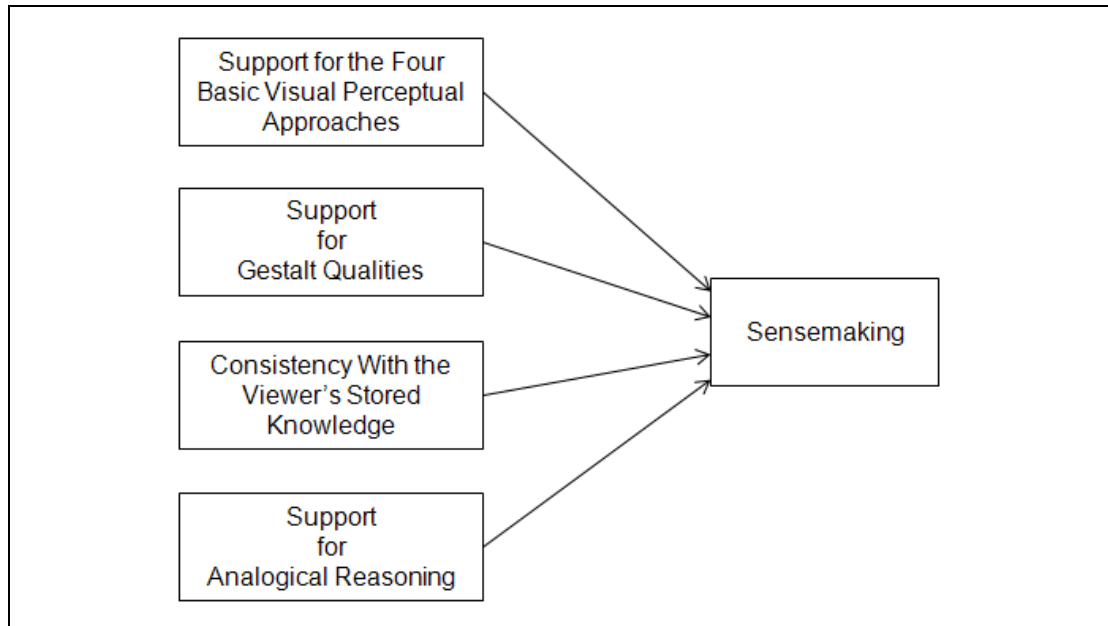 Support for the Four
Basic Visual Perceptual
Approaches
Support
for
Gestalt Qualities
Consistency With the
Viewer’s Stored
Knowledge
Support
for
Analogical Reasoning
Sensemaking